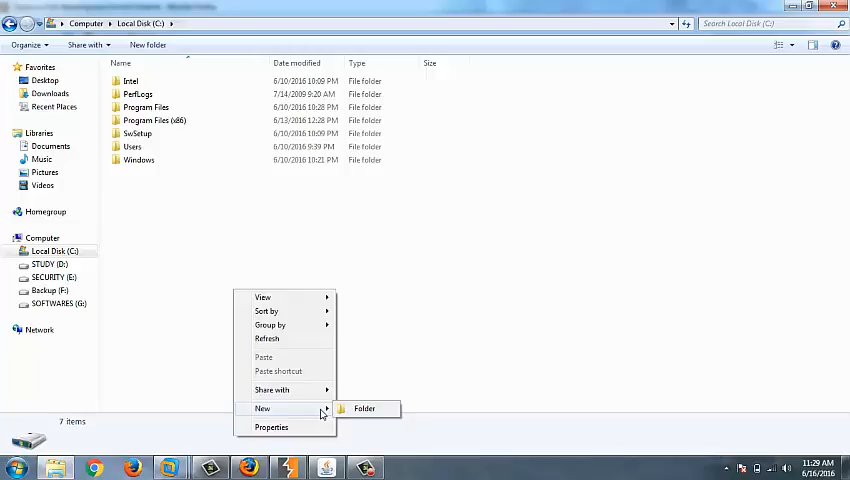 Computer ▸ Local Disk (C:) ▸
Search Local Disk (C:)
Organize
Share with
New folder
Name
Date modified
Type
Size
Favorites
Desktop
Downloads
Recent Places
Libraries
Documents
Music
Pictures
Videos
Homegroup
Computer
Local Disk (C:)
STUDY (D:)
SECURITY (E:)
Backup (F:)
SOFTWARES (G:)
Network
Intel 6/10/2016 10:09 PM File folder
PerfLogs 7/14/2009 9:20 AM File folder
Program Files 6/10/2016 10:28 PM File folder
Program Files (x86) 6/13/2016 12:28 PM File folder
SwSetup 6/10/2016 10:09 PM File folder
Users 6/10/2016 9:39 PM File folder
Windows 6/10/2016 10:21 PM File folder
View
Sort by
Group by
Refresh
Paste
Paste shortcut
Share with
New
Folder
Properties
7 items
11:29 AM
6/16/2016